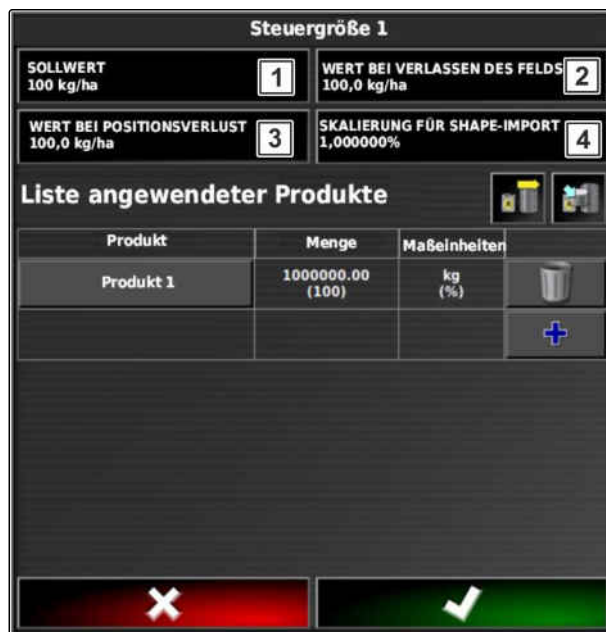 Steuergröße 1
SOLLWERT
100 kg/ha
1
WERT BEI VERLASSEN DES FELDS
100,0 kg/ha
2
WERT BEI POSITIONSVERLUST
100,0 kg/ha
3
SKALIERUNG FÜR SHAPE-IMPORT
1,000000%
4
Liste angewendeter Produkte
Produkt Menge Maßeinheiten
Produkt 1 1000000.00 kg
(100) (%)